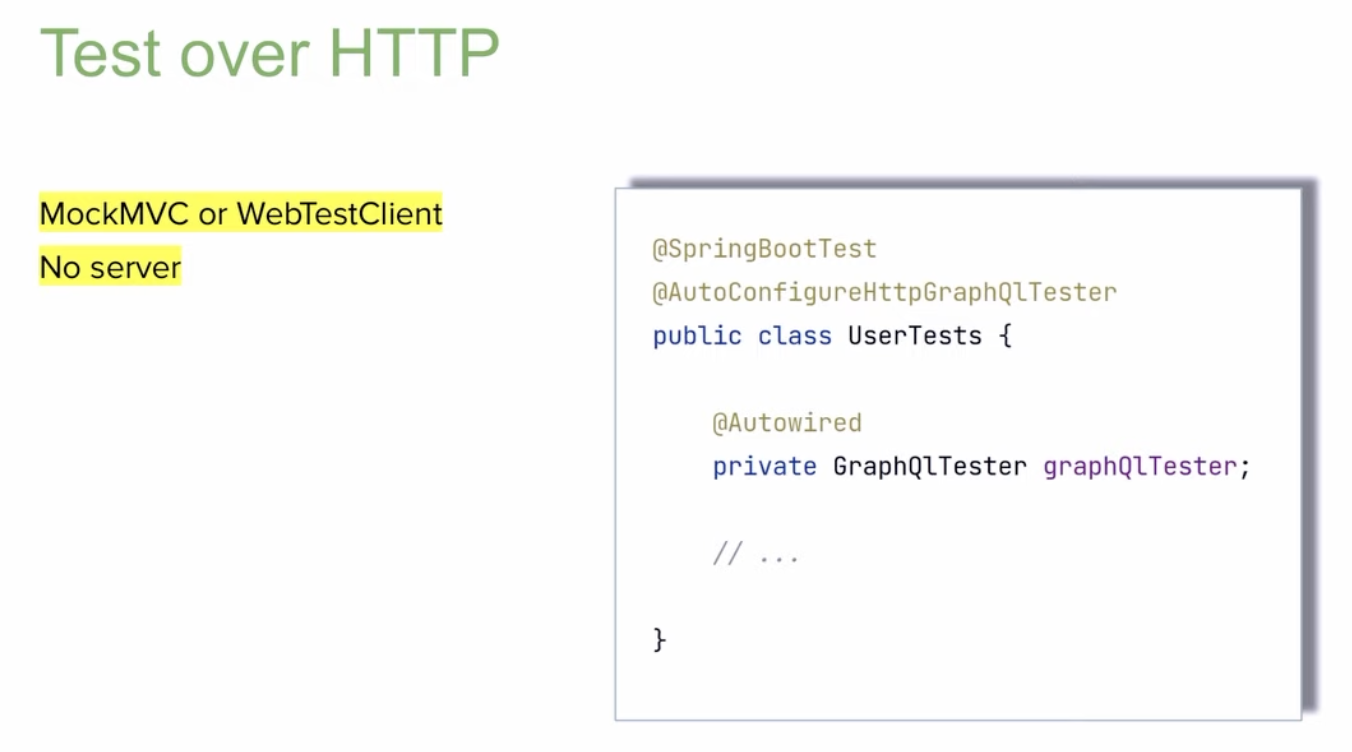 Test over HTTP
MockMVC or WebTestClient
No server
@SpringBootTest
@AutoConfigureHttpGraphQlTester
public class UserTests {
@Autowired
private GraphQlTester graphQlTester;
// ...
}